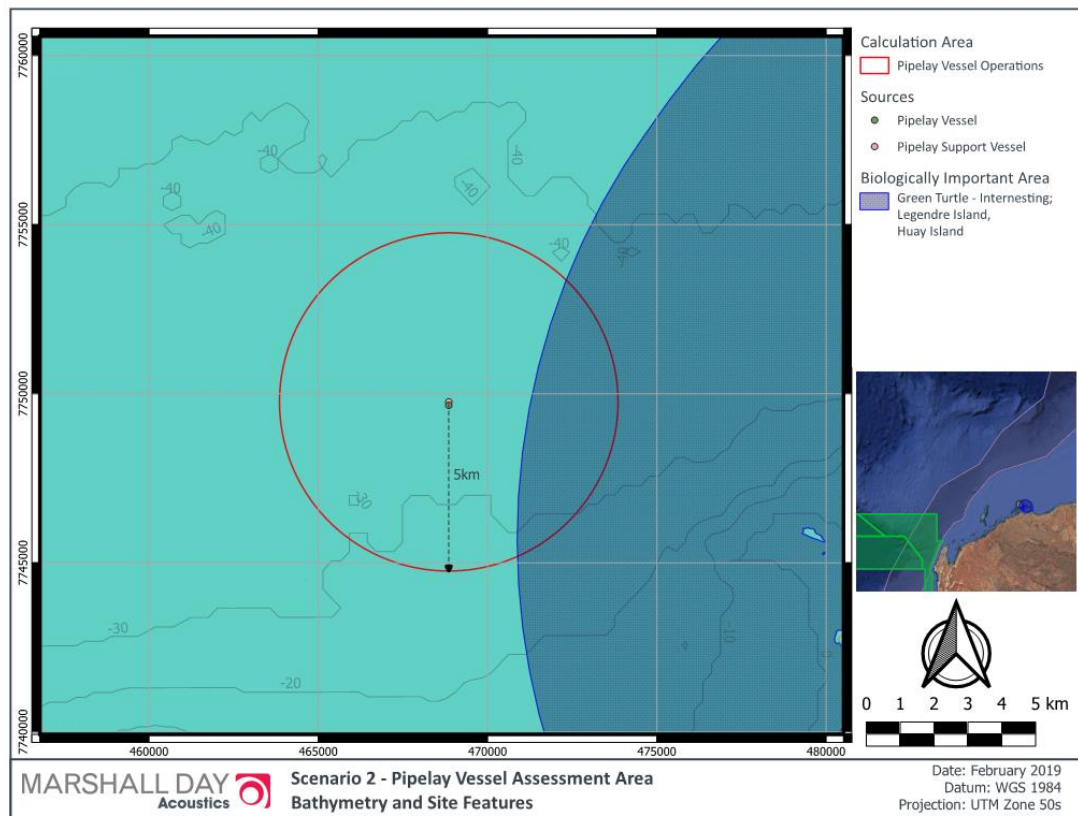 Calculation Area
Pipelay Vessel Operations
Sources
Pipelay Vessel
Pipelay Support Vessel
Biologically Important Area
Green Turtle - Internesting;
Legendre Island,
Huay Island
7760000
7755000
7750000
7745000
7740000
-40
-40
-40
-40
-40
-40
5km
-30
-30
-20
-10
0
460000
465000
470000
475000
480000
0 1 2 3 4 5 km
MARSHALL DAY
Acoustics
Scenario 2 - Pipelay Vessel Assessment Area
Bathymetry and Site Features
Date: February 2019
Datum: WGS 1984
Projection: UTM Zone 50s